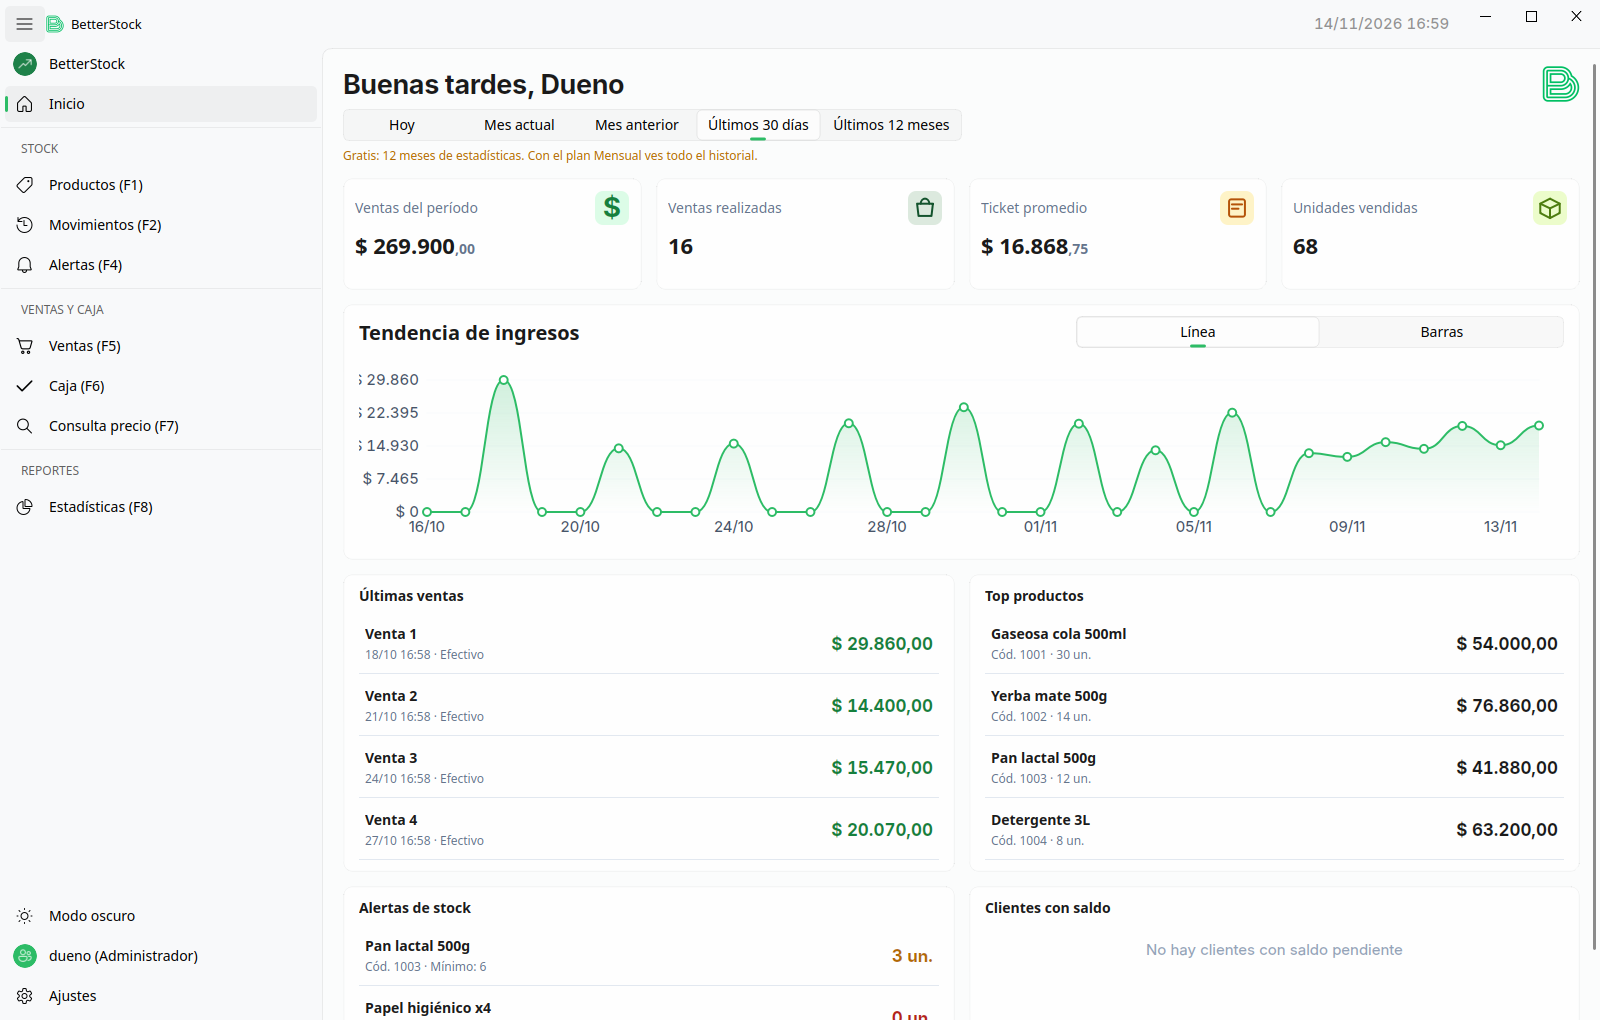 BetterStock
14/11/2026 16:59
BetterStock
Inicio
STOCK
Productos (F1)
Movimientos (F2)
Alertas (F4)
VENTAS Y CAJA
Ventas (F5)
Caja (F6)
Consulta precio (F7)
REPORTES
Estadísticas (F8)
Modo oscuro
dueno (Administrador)
Ajustes
Buenas tardes, Dueno
Hoy
Mes actual
Mes anterior
Últimos 30 días
Últimos 12 meses
Gratis: 12 meses de estadísticas. Con el plan Mensual ves todo el historial.
Ventas del período
$
$ 269.900,00
Ventas realizadas
16
Ticket promedio
$ 16.868,75
Unidades vendidas
68
Tendencia de ingresos
Línea
Barras
$ 29.860
$ 22.395
$ 14.930
$ 7.465
$ 0
16/10
20/10
24/10
28/10
01/11
05/11
09/11
13/11
Últimas ventas
Venta 1
18/10 16:58 · Efectivo
$ 29.860,00
Venta 2
21/10 16:58 · Efectivo
$ 14.400,00
Venta 3
24/10 16:58 · Efectivo
$ 15.470,00
Venta 4
27/10 16:58 · Efectivo
$ 20.070,00
Top productos
Gaseosa cola 500ml
Cód. 1001 · 30 un.
$ 54.000,00
Yerba mate 500g
Cód. 1002 · 14 un.
$ 76.860,00
Pan lactal 500g
Cód. 1003 · 12 un.
$ 41.880,00
Detergente 3L
Cód. 1004 · 8 un.
$ 63.200,00
Alertas de stock
Pan lactal 500g
Cód. 1003 · Mínimo: 6
3 un.
Papel higiénico x4
0 un.
Clientes con saldo
No hay clientes con saldo pendiente